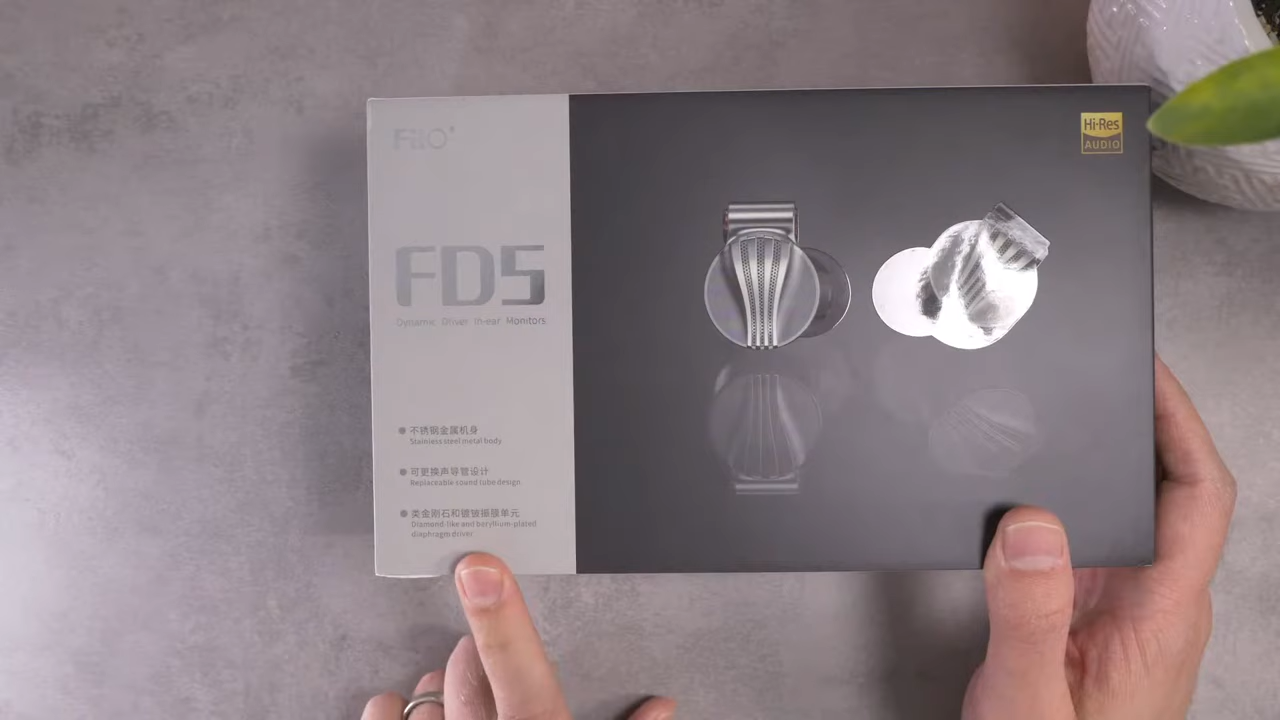 FiiO
FD5
Dynamic Driver In-ear Monitors
不锈钢金属机身
Stainless steel metal body
可更换声导管设计
Replaceable sound tube design
类金刚石和镀铍振膜单元
Diamond-like and beryllium-plated
diaphragm driver
Hi-Res
AUDIO